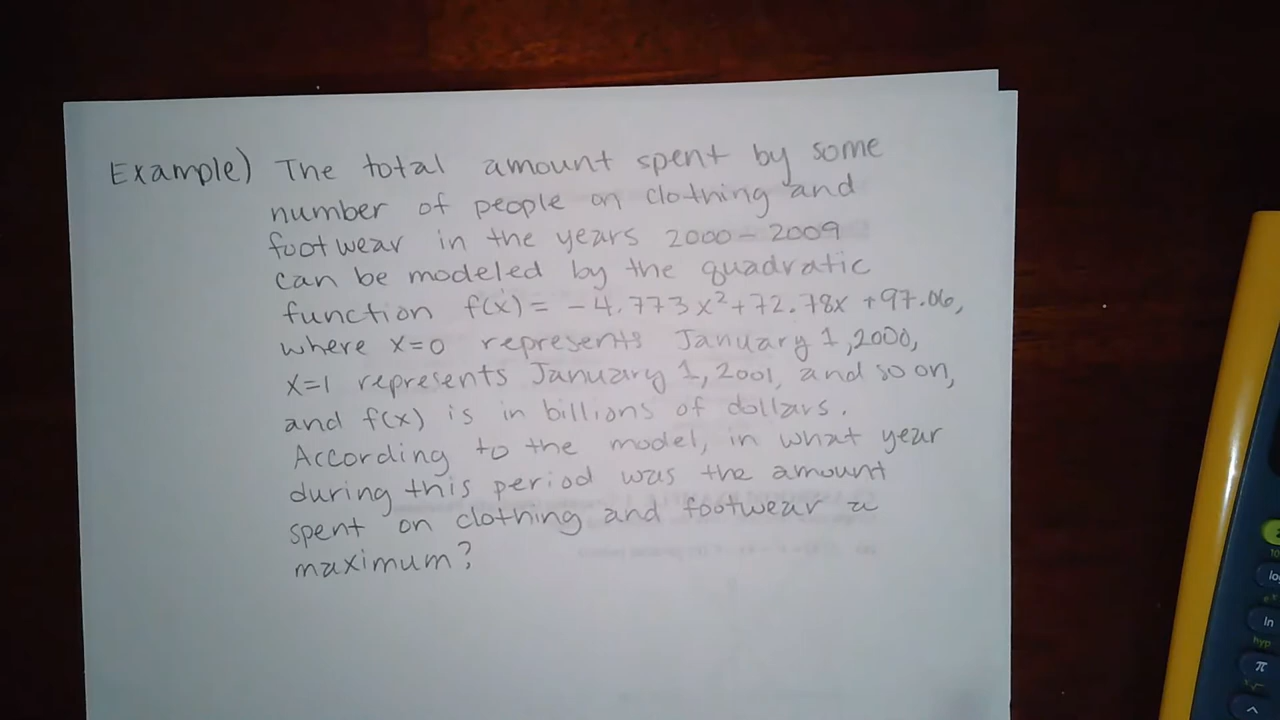 Example) The total amount spent by some
number of people on clothing and
footwear in the years 2000-2009
can be modeled by the quadratic
function f(x) = -4.773x²+72.78x +97.06,
where x=0 represents January 1, 2000,
x=1 represents January 1, 2001, and so on,
and f(x) is in billions of dollars.
According to the model, in what year
during this period was the amount
spent on clothing and footwear a
maximum?
ln
hyp
π
^